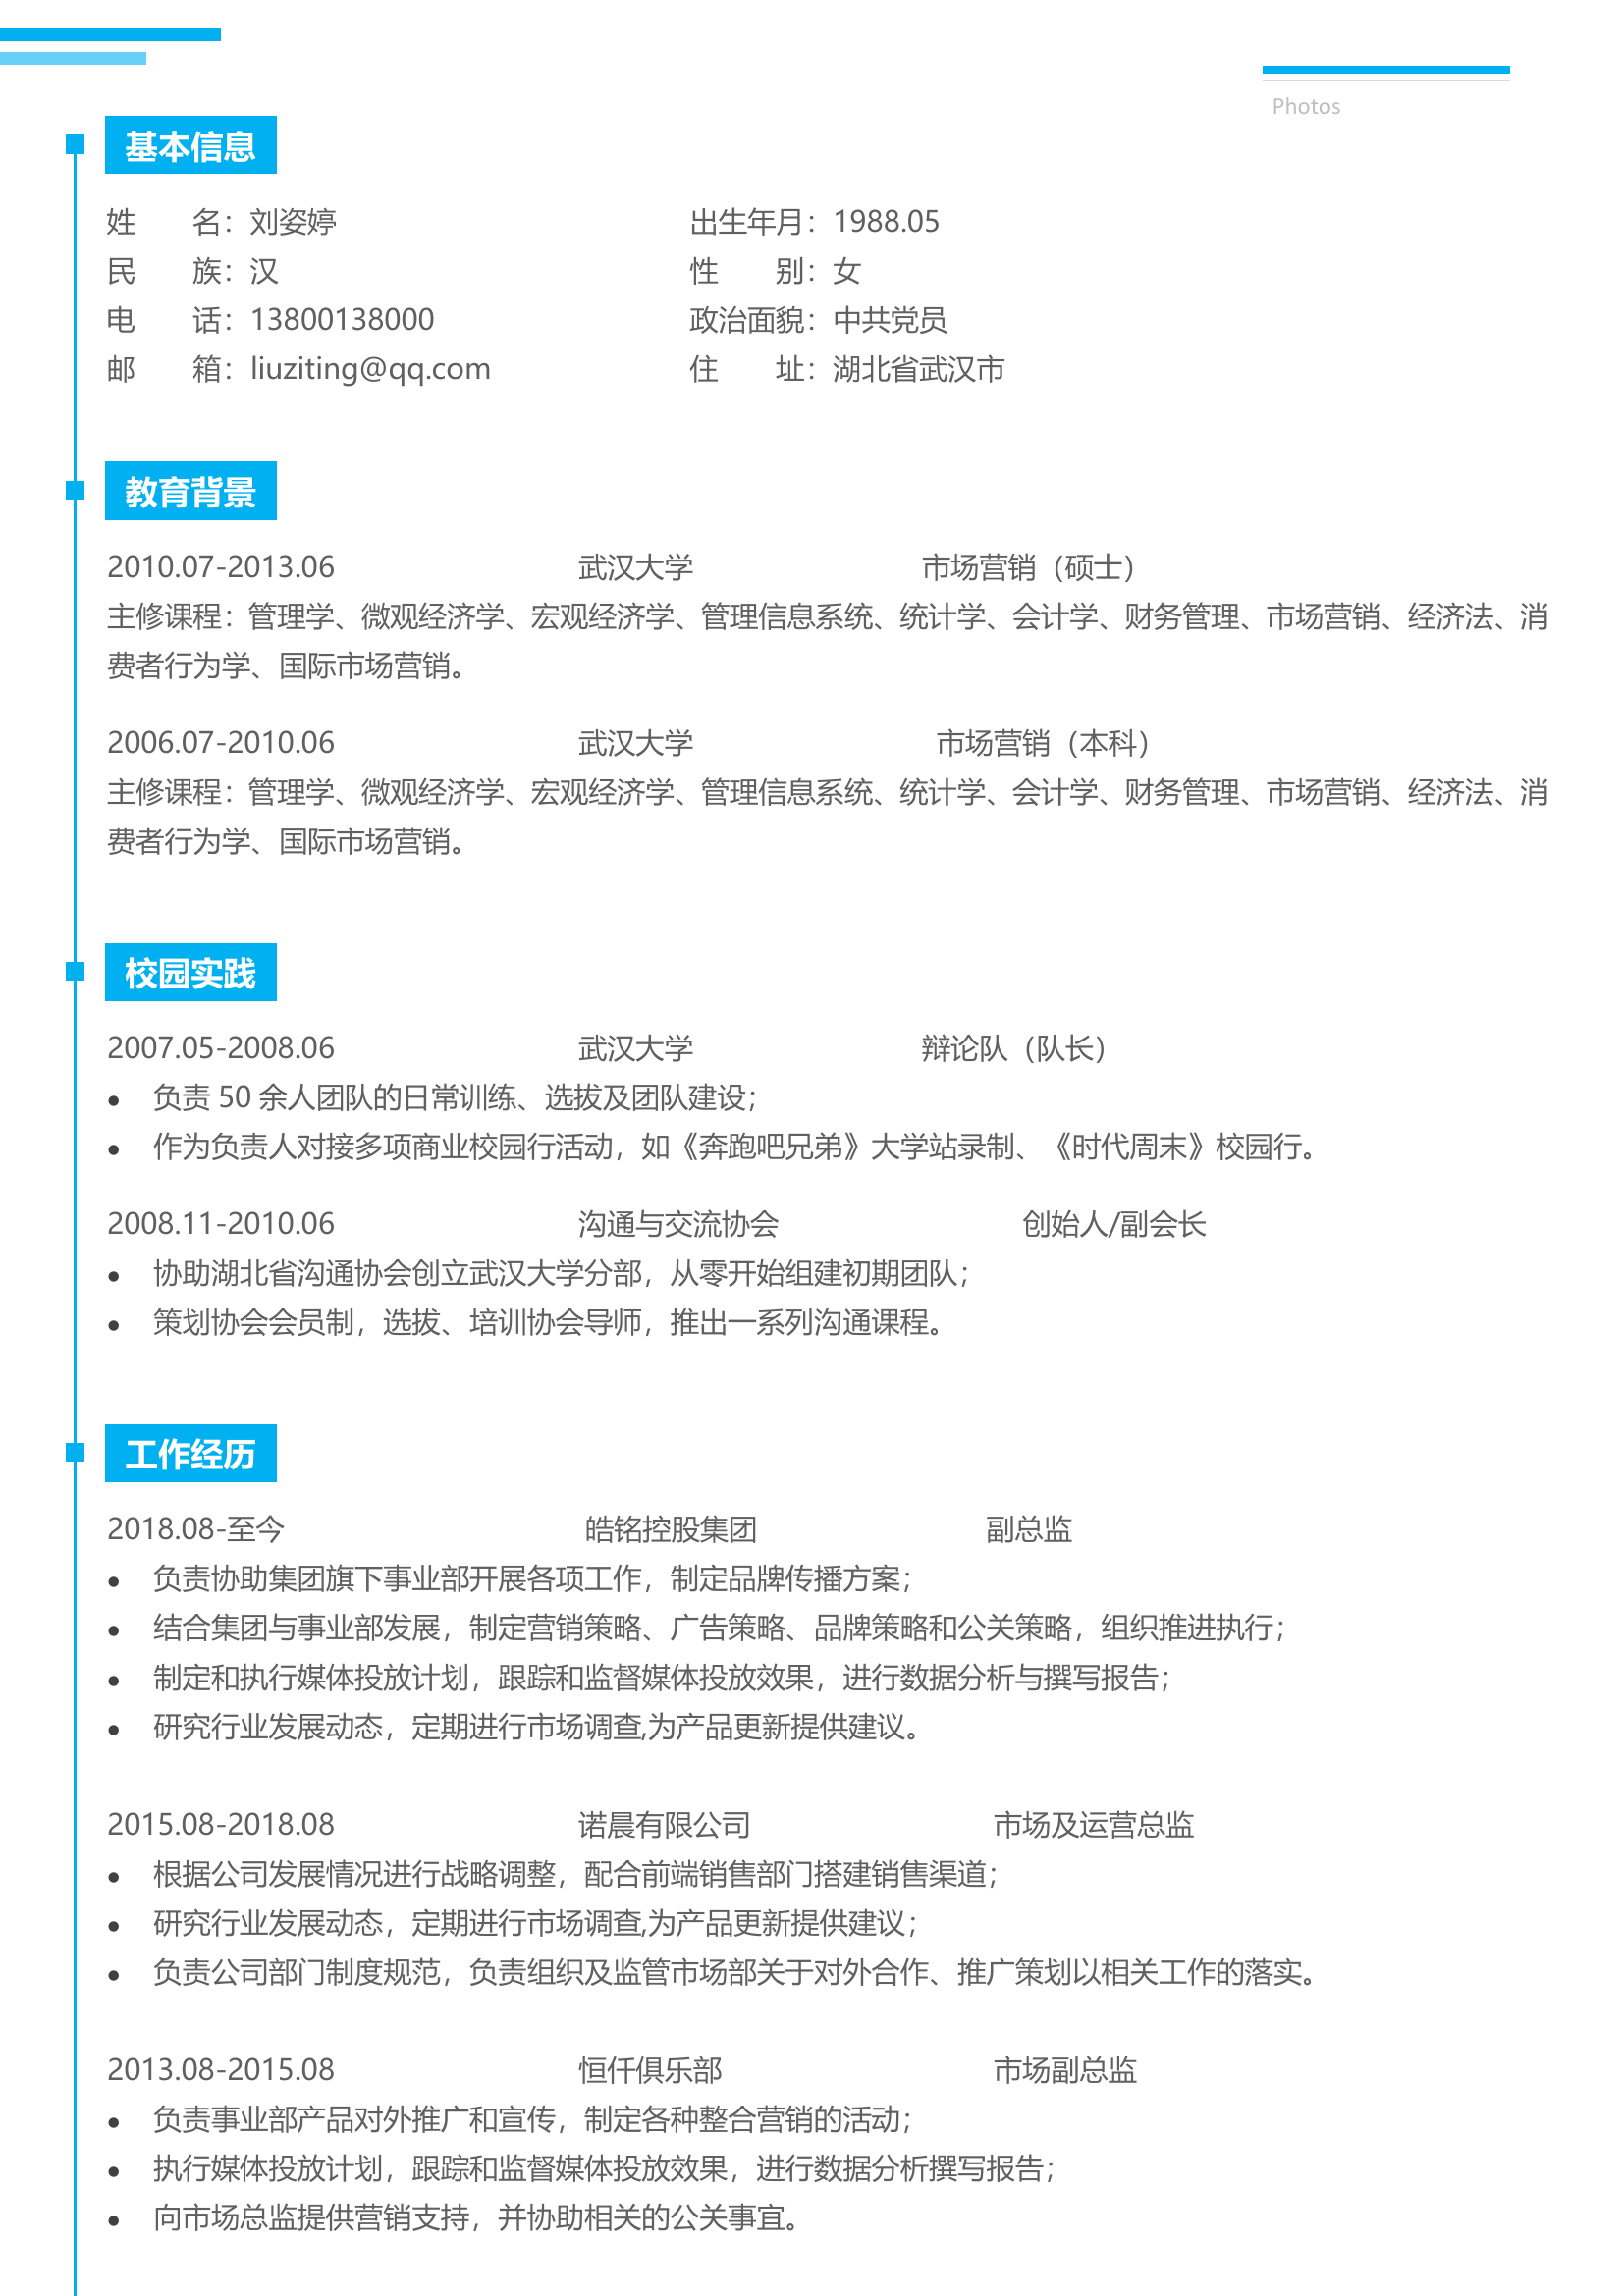 Photos
基本信息
姓　　名：刘姿婷　出生年月：1988.05
民　　族：汉　性　　别：女
电　　话：13800138000　政治面貌：中共党员
邮　　箱：liuziting@qq.com　住　　址：湖北省武汉市
教育背景
2010.07-2013.06　武汉大学　市场营销（硕士）
主修课程：管理学、微观经济学、宏观经济学、管理信息系统、统计学、会计学、财务管理、市场营销、经济法、消
费者行为学、国际市场营销。
2006.07-2010.06　武汉大学　市场营销（本科）
主修课程：管理学、微观经济学、宏观经济学、管理信息系统、统计学、会计学、财务管理、市场营销、经济法、消
费者行为学、国际市场营销。
校园实践
2007.05-2008.06　武汉大学　辩论队（队长）
● 负责 50 余人团队的日常训练、选拔及团队建设；
● 作为负责人对接多项商业校园行活动，如《奔跑吧兄弟》大学站录制、《时代周末》校园行。
2008.11-2010.06　沟通与交流协会　创始人/副会长
● 协助湖北省沟通协会创立武汉大学分部，从零开始组建初期团队；
● 策划协会会员制，选拔、培训协会导师，推出一系列沟通课程。
工作经历
2018.08-至今　皓铭控股集团　副总监
● 负责协助集团旗下事业部开展各项工作，制定品牌传播方案；
● 结合集团与事业部发展，制定营销策略、广告策略、品牌策略和公关策略，组织推进执行；
● 制定和执行媒体投放计划，跟踪和监督媒体投放效果，进行数据分析与撰写报告；
● 研究行业发展动态，定期进行市场调查,为产品更新提供建议。
2015.08-2018.08　诺晨有限公司　市场及运营总监
● 根据公司发展情况进行战略调整，配合前端销售部门搭建销售渠道；
● 研究行业发展动态，定期进行市场调查,为产品更新提供建议；
● 负责公司部门制度规范，负责组织及监管市场部关于对外合作、推广策划以相关工作的落实。
2013.08-2015.08　恒仟俱乐部　市场副总监
● 负责事业部产品对外推广和宣传，制定各种整合营销的活动；
● 执行媒体投放计划，跟踪和监督媒体投放效果，进行数据分析撰写报告；
● 向市场总监提供营销支持，并协助相关的公关事宜。